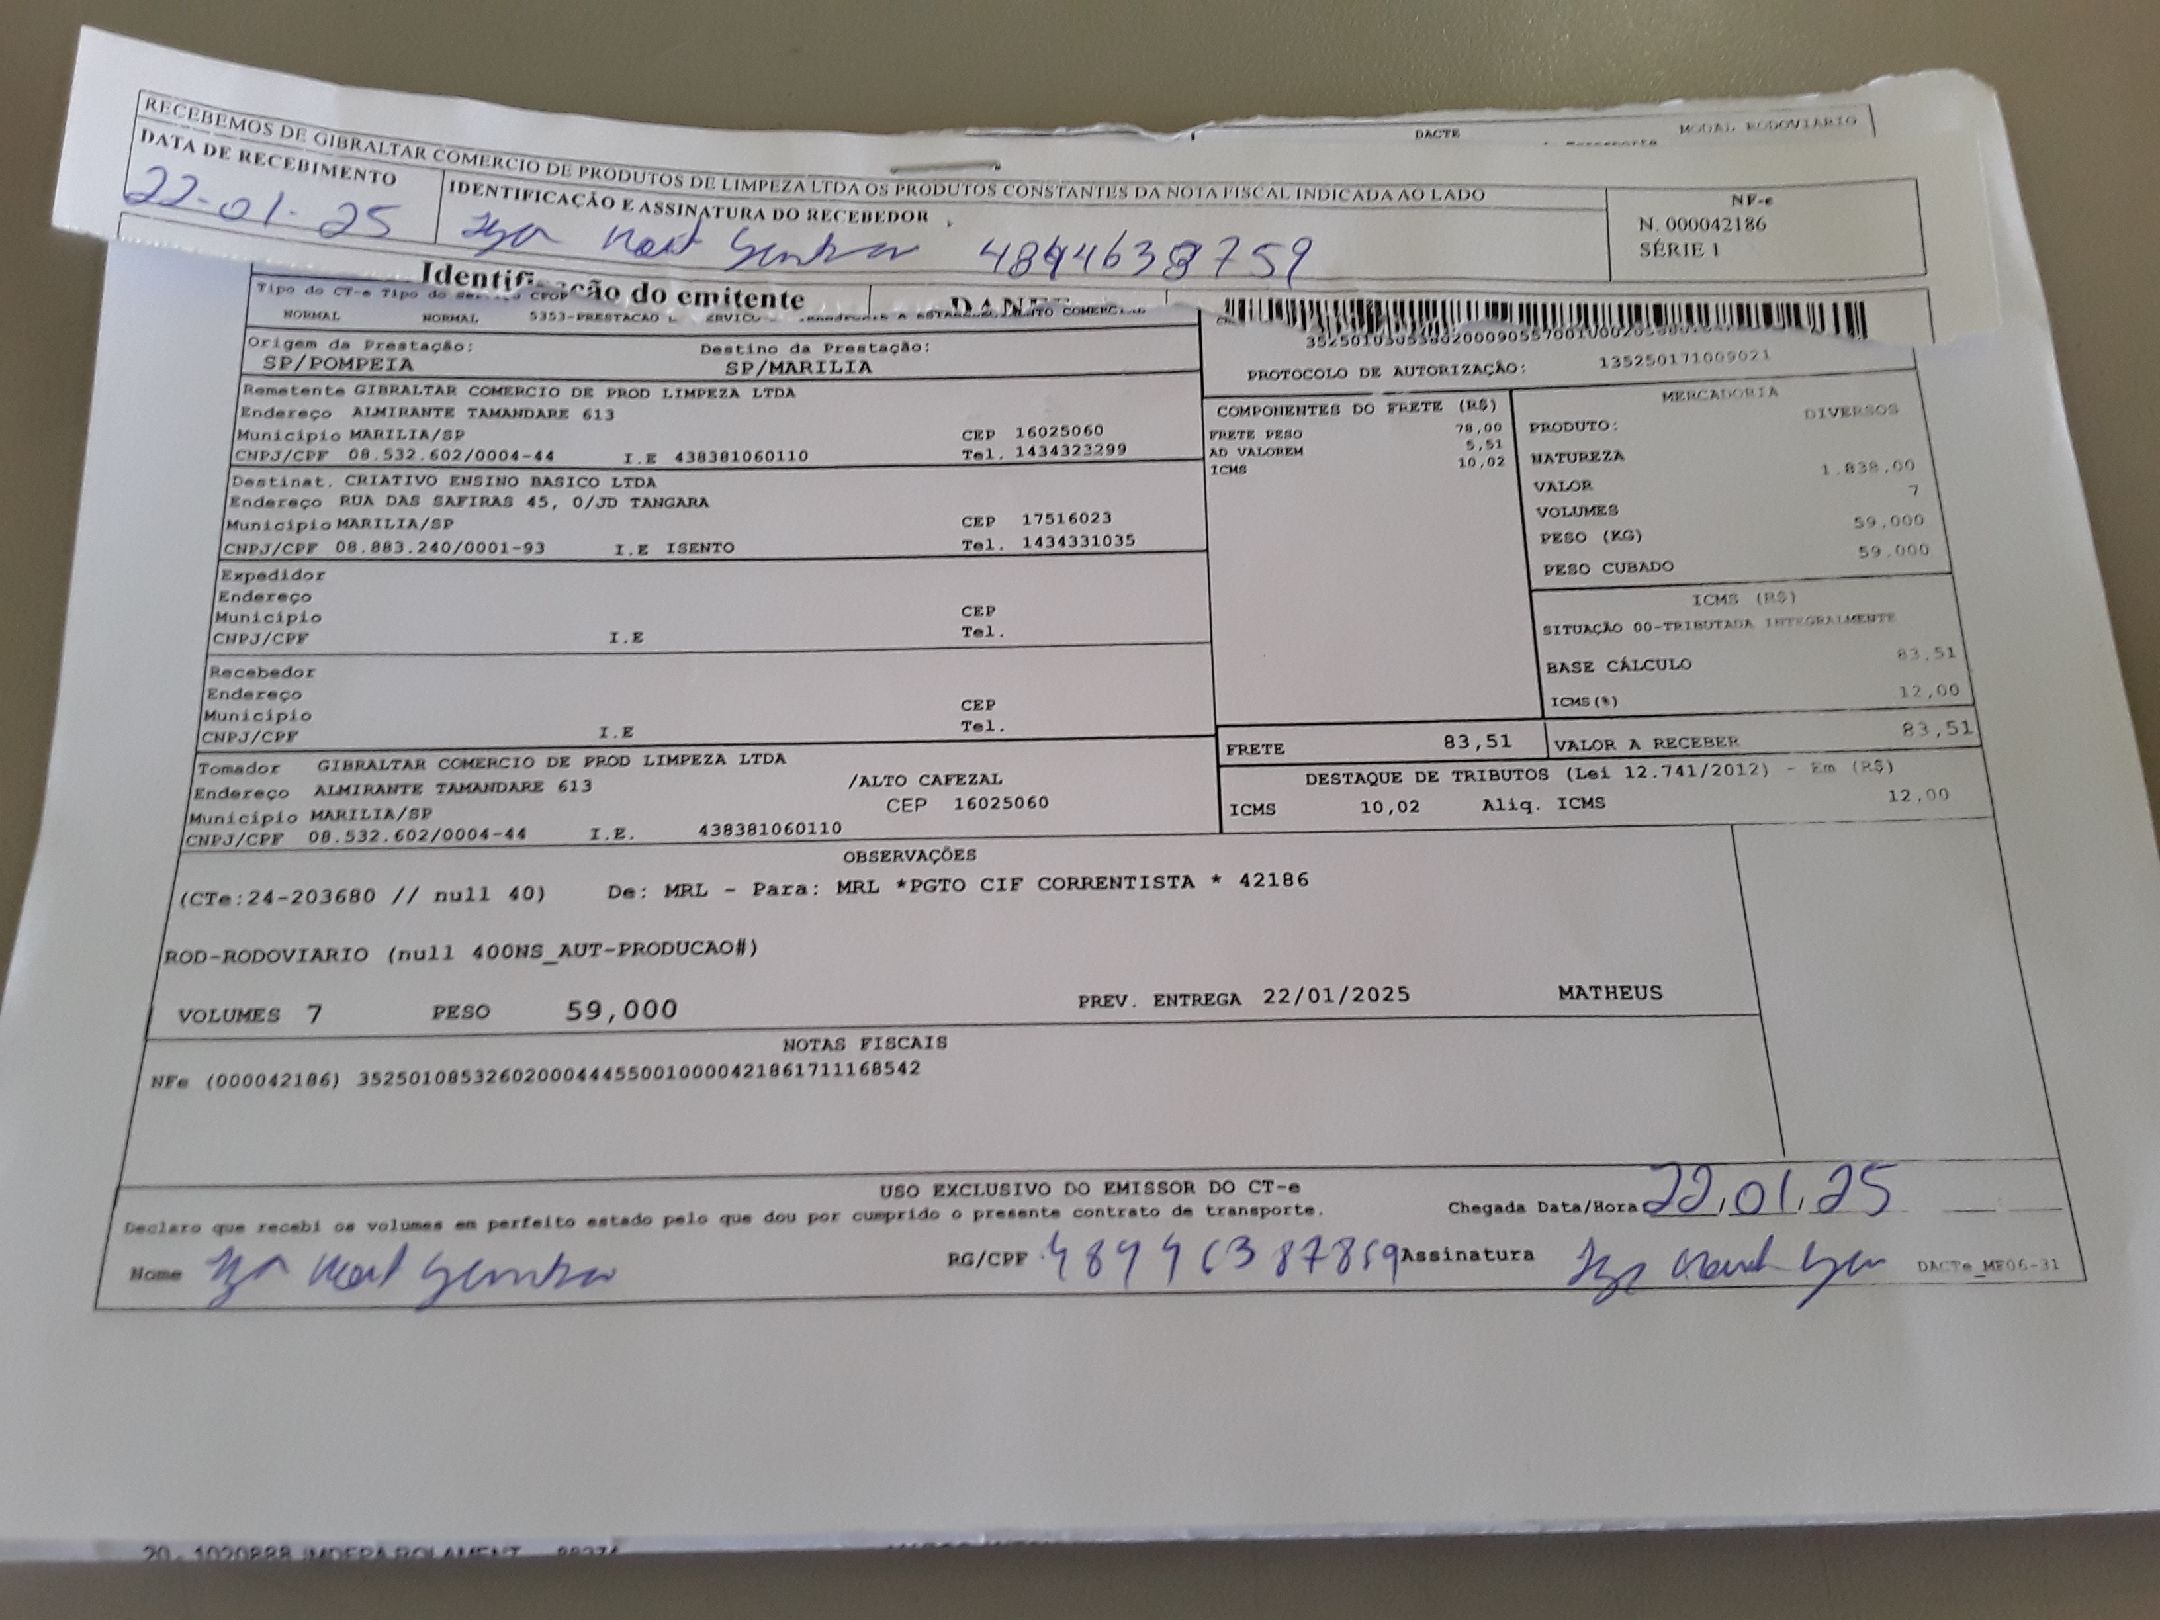 DACTE
MODAL RODOVIARIO
RECEBEMOS DE GIBRALTAR COMERCIO DE PRODUTOS DE LIMPEZA LTDA OS PRODUTOS CONSTANTES DA NOTA FISCAL INDICADA AO LADO
DATA DE RECEBIMENTO
22-01-25
IDENTIFICAÇÃO E ASSINATURA DO RECEBEDOR
4844638759
NF-e
N. 000042186
SÉRIE 1
Identificação do emitente
Tipo do CT-e Tipo do CFOP
NORMAL NORMAL 5353-PRESTACAO
Origem da Prestação: Destino da Prestação:
SP/POMPEIA SP/MARILIA
PROTOCOLO DE AUTORIZAÇÃO: 135250171009021
Remetente GIBRALTAR COMERCIO DE PROD LIMPEZA LTDA
Endereço ALMIRANTE TAMANDARE 613
Município MARILIA/SP CEP 16025060
CNPJ/CPF 08.532.602/0004-44 I.E 438381060110 Tel. 1434323299
Destinat. CRIATIVO ENSINO BASICO LTDA
Endereço RUA DAS SAFIRAS 45, 0/JD TANGARA
Município MARILIA/SP CEP 17516023
CNPJ/CPF 08.883.240/0001-93 I.E ISENTO Tel. 1434331035
Expedidor
Endereço
Município CEP
CNPJ/CPF I.E Tel.
Recebedor
Endereço
Município CEP
CNPJ/CPF I.E Tel.
Tomador GIBRALTAR COMERCIO DE PROD LIMPEZA LTDA
Endereço ALMIRANTE TAMANDARE 613 /ALTO CAFEZAL
Município MARILIA/SP CEP 16025060
CNPJ/CPF 08.532.602/0004-44 I.E. 438381060110
COMPONENTES DO FRETE (R$)
FRETE PESO 78,00
AD VALOREM 5,51
ICMS 10,02
MERCADORIA
PRODUTO: DIVERSOS
NATUREZA
VALOR 1.838,00
VOLUMES 7
PESO (KG) 59,000
PESO CUBADO 59,000
ICMS (R$)
SITUAÇÃO 00-TRIBUTADA INTEGRALMENTE
BASE CÁLCULO 83,51
ICMS(%) 12,00
FRETE 83,51 VALOR A RECEBER 83,51
DESTAQUE DE TRIBUTOS (Lei 12.741/2012) - Em (R$)
ICMS 10,02 Aliq. ICMS 12,00
OBSERVAÇÕES
(CTe:24-203680 // null 40) De: MRL - Para: MRL *PGTO CIF CORRENTISTA * 42186
ROD-RODOVIARIO (null 400NS_AUT-PRODUCAO#)
VOLUMES 7 PESO 59,000 PREV. ENTREGA 22/01/2025 MATHEUS
NOTAS FISCAIS
NFe (000042186) 35250108532602000444550010000421861711168542
USO EXCLUSIVO DO EMISSOR DO CT-e
Declaro que recebi os volumes em perfeito estado pelo que dou por cumprido o presente contrato de transporte.
Chegada Data/Hora 22,01,25
Nome
RG/CPF
Assinatura
DACTe_ME06-31